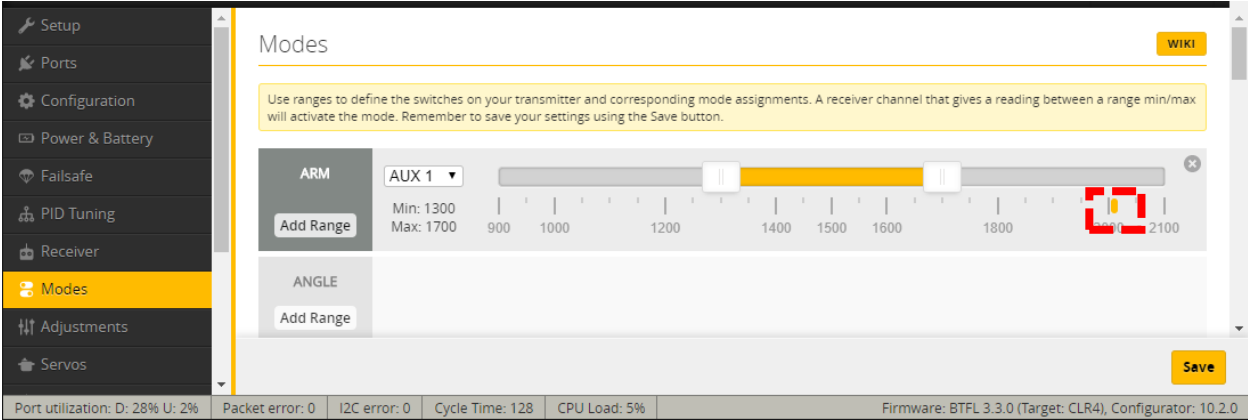 Setup
Ports
Configuration
Power & Battery
Failsafe
PID Tuning
Receiver
Modes
Adjustments
Servos
Modes
WIKI
Use ranges to define the switches on your transmitter and corresponding mode assignments. A receiver channel that gives a reading between a range min/max
will activate the mode. Remember to save your settings using the Save button.
ARM
Add Range
AUX 1
Min: 1300
Max: 1700
900 1000 1200 1400 1500 1600 1800 2000 2100
ANGLE
Add Range
Save
Port utilization: D: 28% U: 2% Packet error: 0 I2C error: 0 Cycle Time: 128 CPU Load: 5% Firmware: BTFL 3.3.0 (Target: CLR4), Configurator: 10.2.0